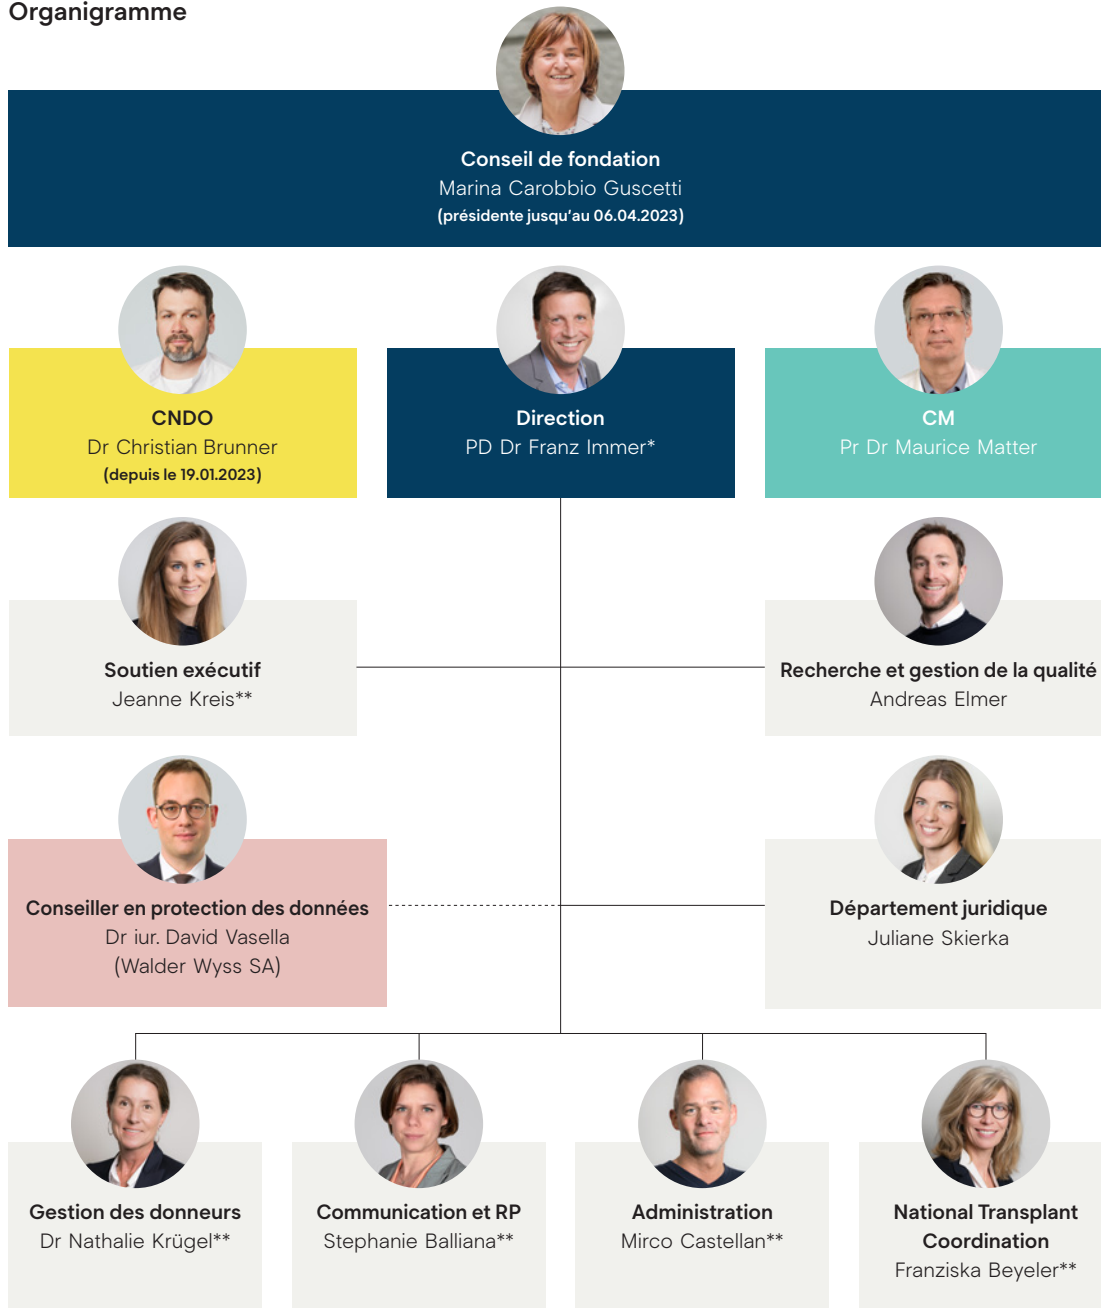 Organigramme
Conseil de fondation
Marina Carobbio Guscetti
(présidente jusqu'au 06.04.2023)
CNDO
Dr Christian Brunner
(depuis le 19.01.2023)
Direction
PD Dr Franz Immer*
CM
Pr Dr Maurice Matter
Soutien exécutif
Jeanne Kreis**
Recherche et gestion de la qualité
Andreas Elmer
Conseiller en protection des données
Dr iur. David Vasella
(Walder Wyss SA)
Département juridique
Juliane Skierka
Gestion des donneurs
Dr Nathalie Krügel**
Communication et RP
Stephanie Balliana**
Administration
Mirco Castellan**
National Transplant
Coordination
Franziska Beyeler**